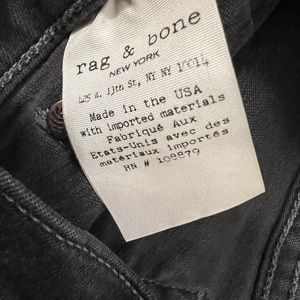 rag & bone
NEW YORK
425 W. 13th St, NY NY 10014
Made in the USA
with imported materials
Fabriqué Aux
Etats-Unis avec des
matériaux importés
RN # 108879